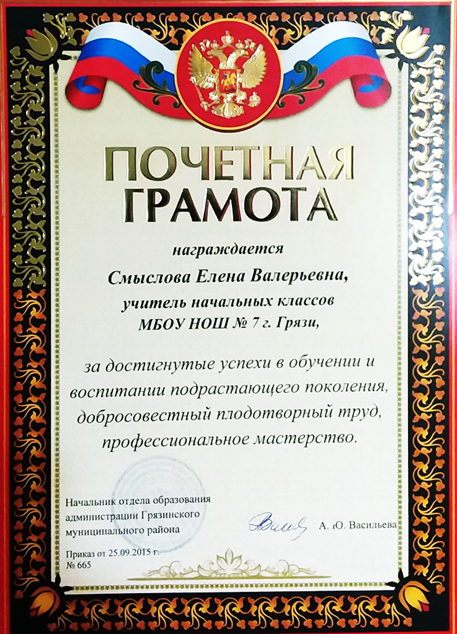 ПОЧЕТНАЯ
ГРАМОТА
награждается
Смыслова Елена Валерьевна,
учитель начальных классов
МБОУ НОШ № 7 г. Грязи,
за достигнутые успехи в обучении и
воспитании подрастающего поколения,
добросовестный плодотворный труд,
профессиональное мастерство.
Начальник отдела образования
администрации Грязинского
муниципального района
А. Ю. Васильева
Приказ от 25.09.2015 г.
№ 665